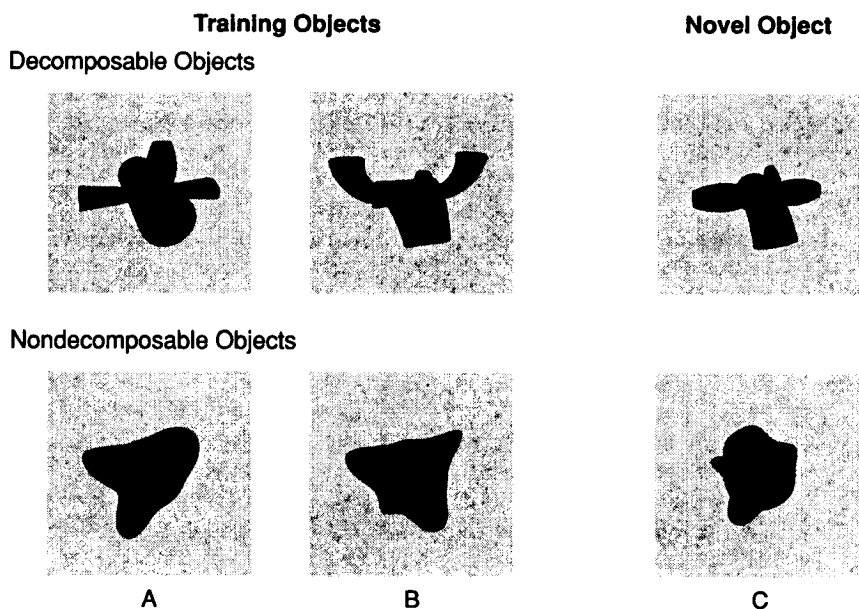 Training Objects Novel Object
Decomposable Objects
Nondecomposable Objects
A B C